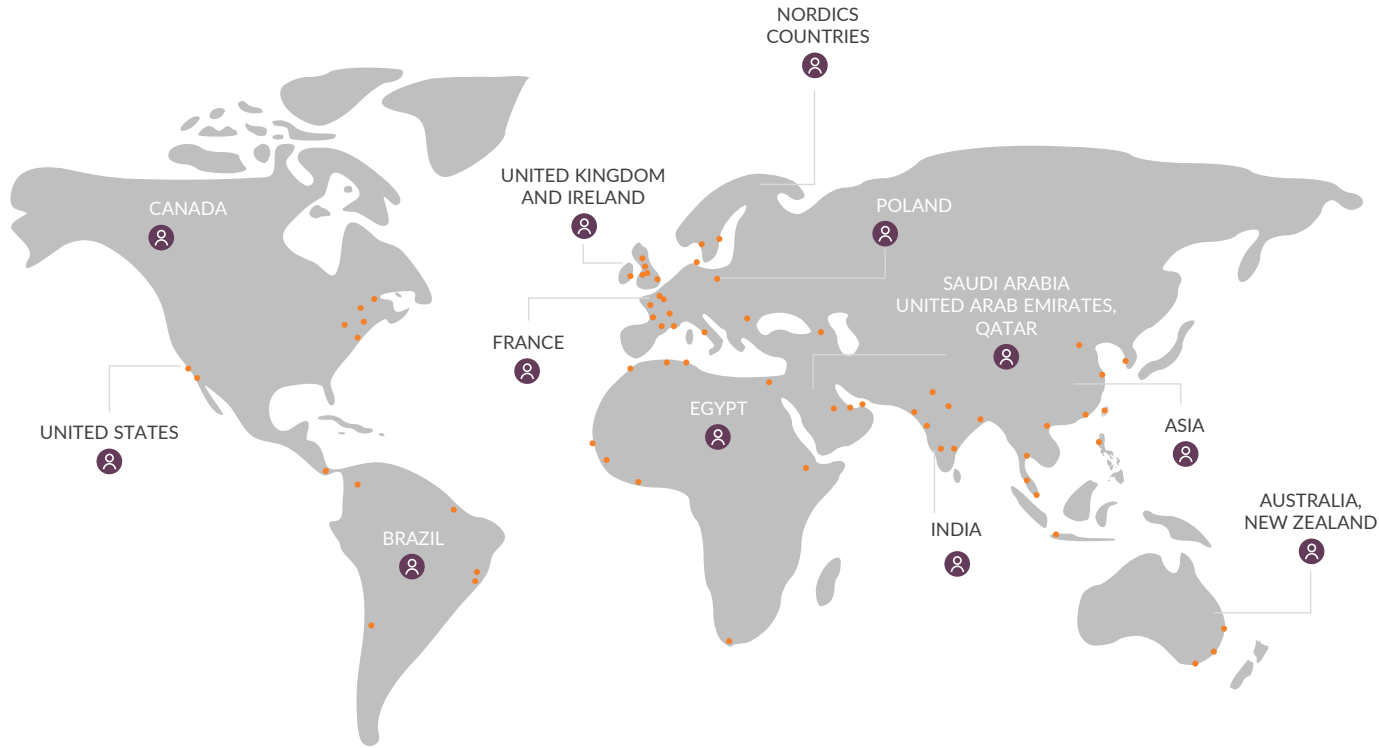 NORDICS
COUNTRIES
UNITED KINGDOM
AND IRELAND
CANADA
POLAND
SAUDI ARABIA
UNITED ARAB EMIRATES,
QATAR
FRANCE
EGYPT
UNITED STATES
ASIA
AUSTRALIA,
NEW ZEALAND
INDIA
BRAZIL